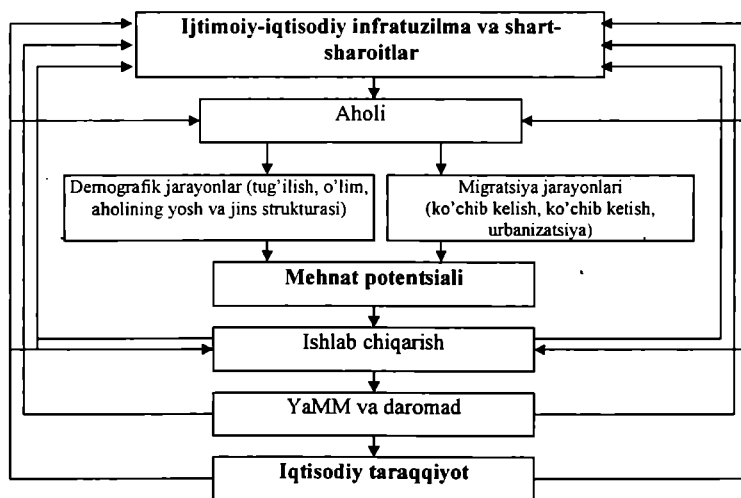 Ijtimoiy-iqtisodiy infratuzilma va shart-
sharoitlar
Aholi
Demografik jarayonlar (tug'ilish, o'lim,
aholining yosh va jins strukturasi)
Migratsiya jarayonlari
(ko'chib kelish, ko'chib ketish,
urbanizatsiya)
Mehnat potentsiali
Ishlab chiqarish
YaMM va daromad
Iqtisodiy taraqqiyot